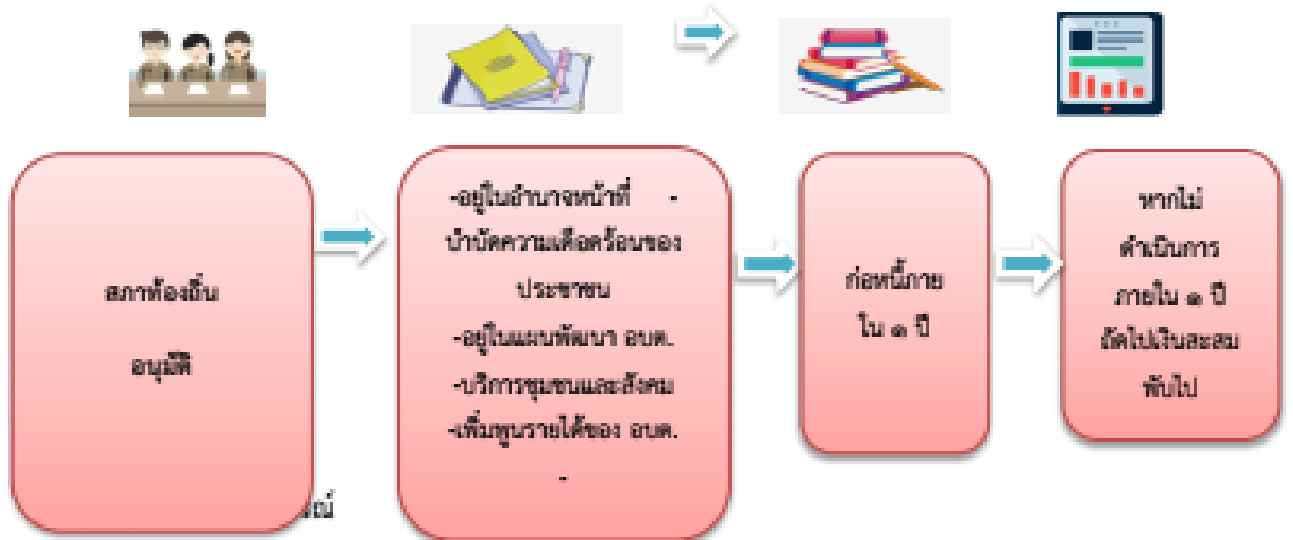 สภาท้องถิ่น
อนุมัติ
-อยู่ในอำนาจหน้าที่ -
บำบัดความเดือดร้อนของ
ประชาชน
-อยู่ในแผนพัฒนา อบต.
-บริการชุมชนและสังคม
-เพิ่มพูนรายได้ของ อบต.
-
ก่อหนี้ภาย
ใน ๑ ปี
หากไม่
ดำเนินการ
ภายใน ๑ ปี
ถัดไปเงินสะสม
พับไป